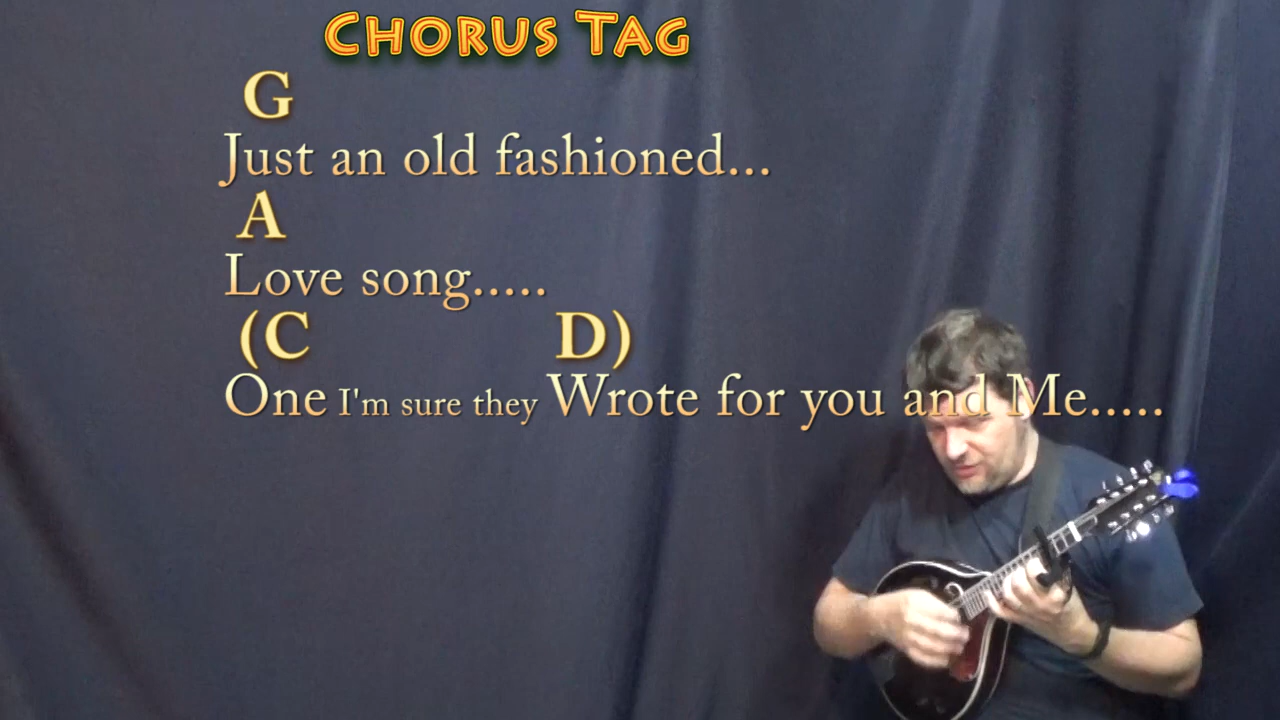 CHORUS TAG
G
Just an old fashioned...
A
Love song.....
(C D)
One I'm sure they Wrote for you and Me.....